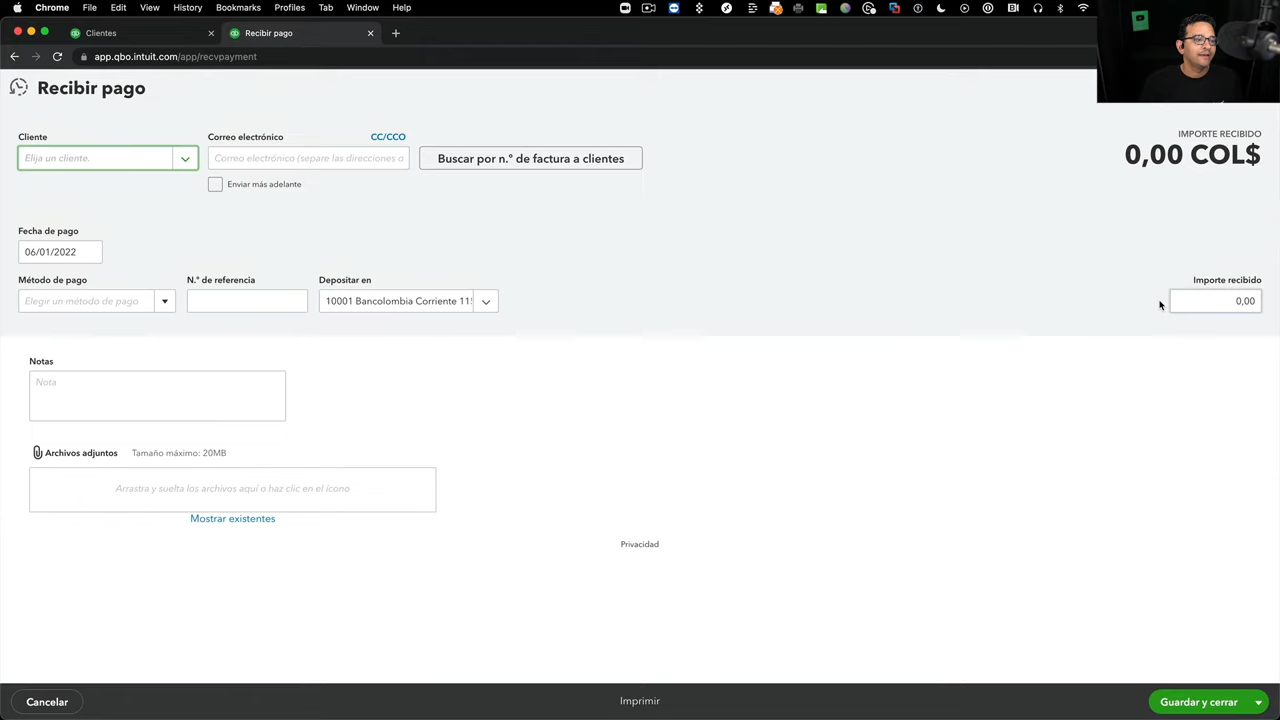 Chrome File Edit View History Bookmarks Profiles Tab Window Help
Clientes
Recibir pago
app.qbo.intuit.com/app/recvpayment
Recibir pago
Cliente
Correo electrónico
CC/CCO
Elija un cliente.
Correo electrónico (separe las direcciones
Buscar por n.° de factura a clientes
Enviar más adelante
IMPORTE RECIBIDO
0,00 COL$
Fecha de pago
06/01/2022
Método de pago
N.° de referencia
Depositar en
Importe recibido
Elegir un método de pago
10001 Bancolombia Corriente 11
0,00
Notas
Nota
Archivos adjuntos
Tamaño máximo: 20MB
Arrastra y suelta los archivos aquí o haz clic en el ícono
Mostrar existentes
Privacidad
Cancelar
Imprimir
Guardar y cerrar